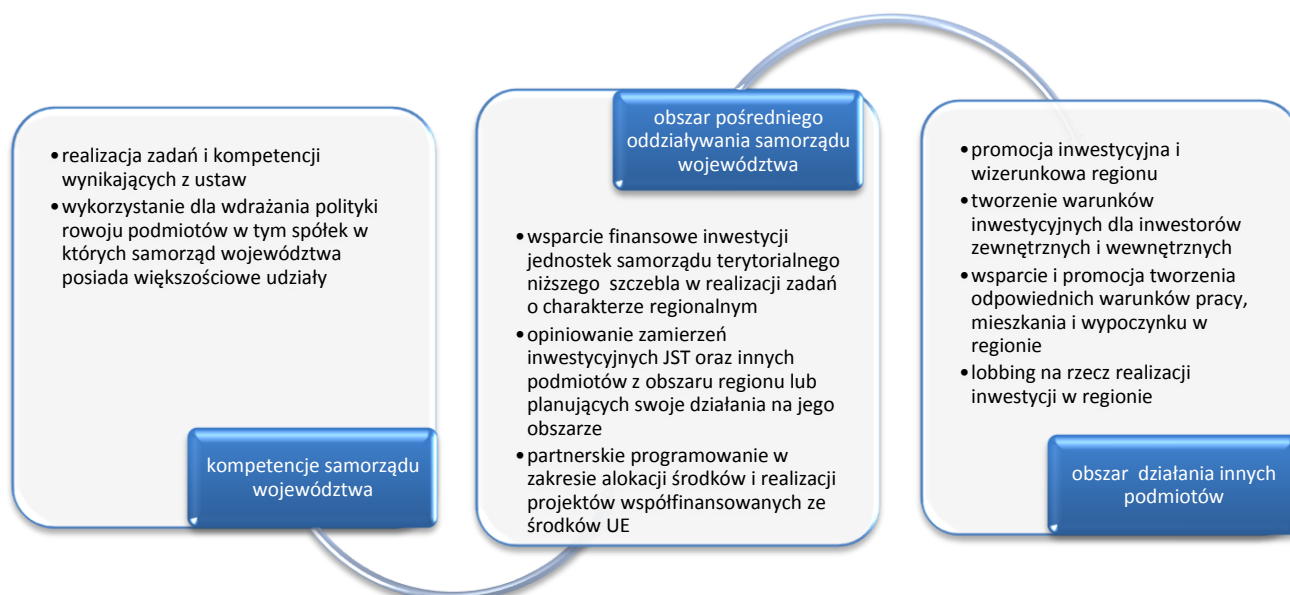 •realizacja zadań i kompetencji
wynikających z ustaw
•wykorzystanie dla wdrażania polityki
rowoju podmiotów w tym spółek w
których samorząd województwa
posiada większościowe udziały
kompetencje samorządu
województwa
obszar pośredniego
oddziaływania samorządu
województwa
•wsparcie finansowe inwestycji
jednostek samorządu terytorialnego
niższego szczebla w realizacji zadań
o charakterze regionalnym
•opiniowanie zamierzeń
inwestycyjnych JST oraz innych
podmiotów z obszaru regionu lub
planujących swoje działania na jego
obszarze
•partnerskie programowanie w
zakresie alokacji środków i realizacji
projektów współfinansowanych ze
środków UE
•promocja inwestycyjna i
wizerunkowa regionu
•tworzenie warunków
inwestycyjnych dla inwestorów
zewnętrznych i wewnętrznych
•wsparcie i promocja tworzenia
odpowiednich warunków pracy,
mieszkania i wypoczynku w
regionie
•lobbing na rzecz realizacji
inwestycji w regionie
obszar działania innych
podmiotów